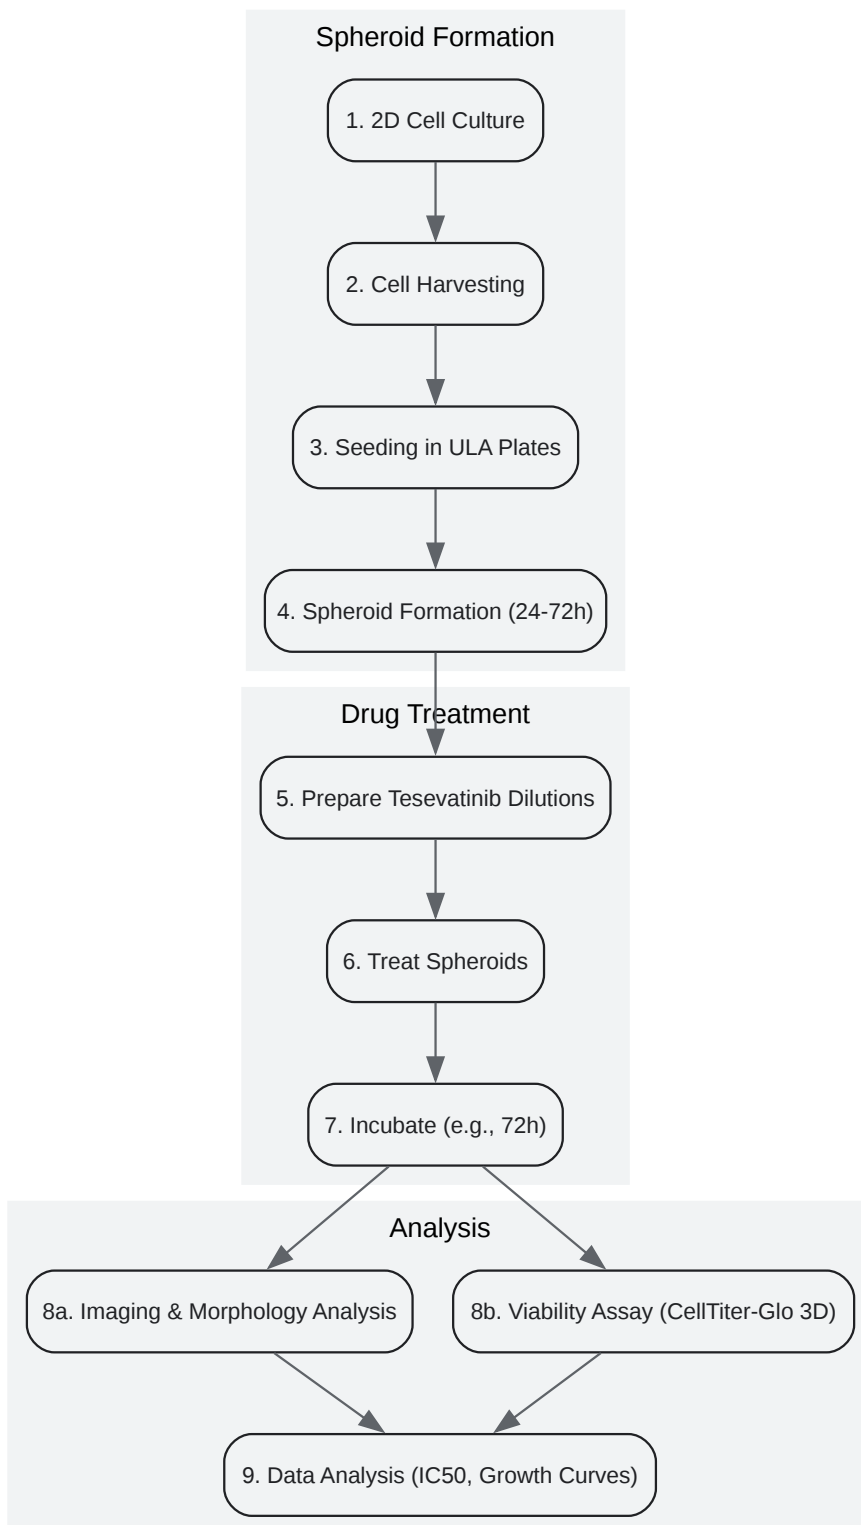 Spheroid Formation
1. 2D Cell Culture
2. Cell Harvesting
3. Seeding in ULA Plates
4. Spheroid Formation (24-72h)
Drug Treatment
5. Prepare Tesevatinib Dilutions
6. Treat Spheroids
7. Incubate (e.g., 72h)
Analysis
8a. Imaging & Morphology Analysis
8b. Viability Assay (CellTiter-Glo 3D)
9. Data Analysis (IC50, Growth Curves)